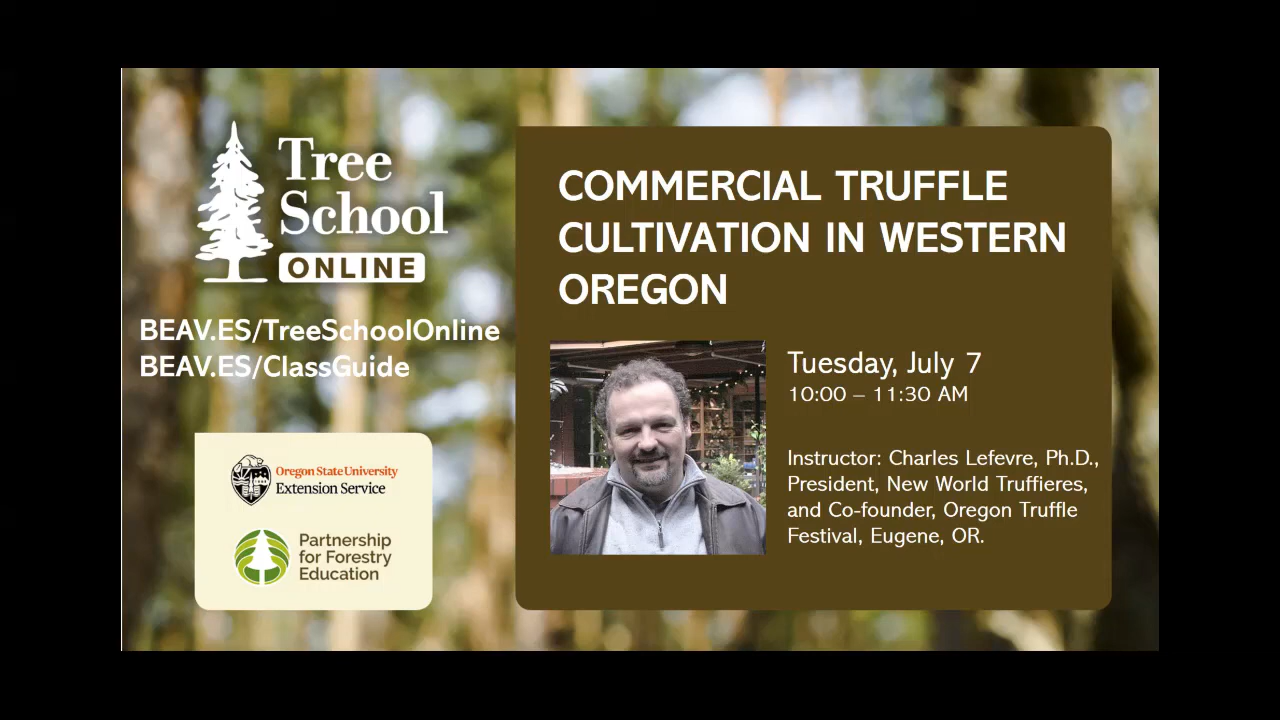 Tree
School
ONLINE
BEAV.ES/TreeSchoolOnline
BEAV.ES/ClassGuide
Oregon State University
Extension Service
Partnership
for Forestry
Education
COMMERCIAL TRUFFLE
CULTIVATION IN WESTERN
OREGON
Tuesday, July 7
10:00 – 11:30 AM
Instructor: Charles Lefevre, Ph.D.,
President, New World Truffieres,
and Co-founder, Oregon Truffle
Festival, Eugene, OR.